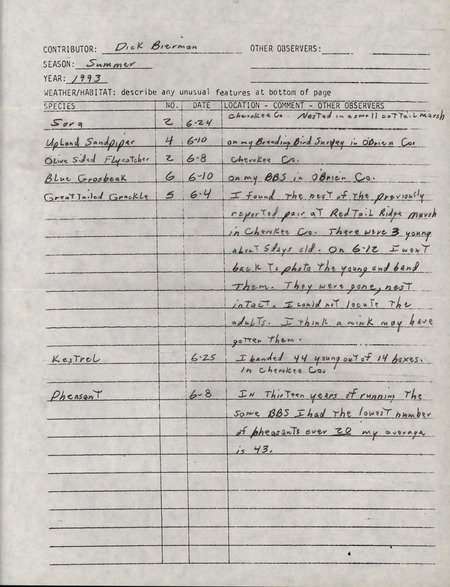 CONTRIBUTOR: Dick Bierman OTHER OBSERVERS:
SEASON: Summer
YEAR: 1993
WEATHER/HABITAT: describe any unusual features at bottom of page
SPECIES NO. DATE LOCATION - COMMENT - OTHER OBSERVERS
Sora 2 6-24 Cherokee Co. Nested in a small cattail marsh
Upland Sandpiper 4 6-10 on my Breeding Bird Survey in OBrien Co.
Olive Sided Flycatcher 2 6-8 Cherokee Co.
Blue Grosbeak 6 6-10 on my BBS in OBrien Co.
Great Tailed Grackle 5 6-4 I found the nest of the previously
reported pair at Red Tail Ridge marsh
in Cherokee Co. There were 3 young
about 5 days old. On 6-12 I went
back to photo the young and band
Them. They were gone, nest
intact. I could not locate the
adults. I think a mink may have
gotten Them.
Kestrel 6-25 I banded 44 young out of 14 boxes.
in Cherokee Co.
Pheasant 6-8 In Thirteen years of running the
same BBS I had the lowest number
of pheasants ever 20 my average
is 43.